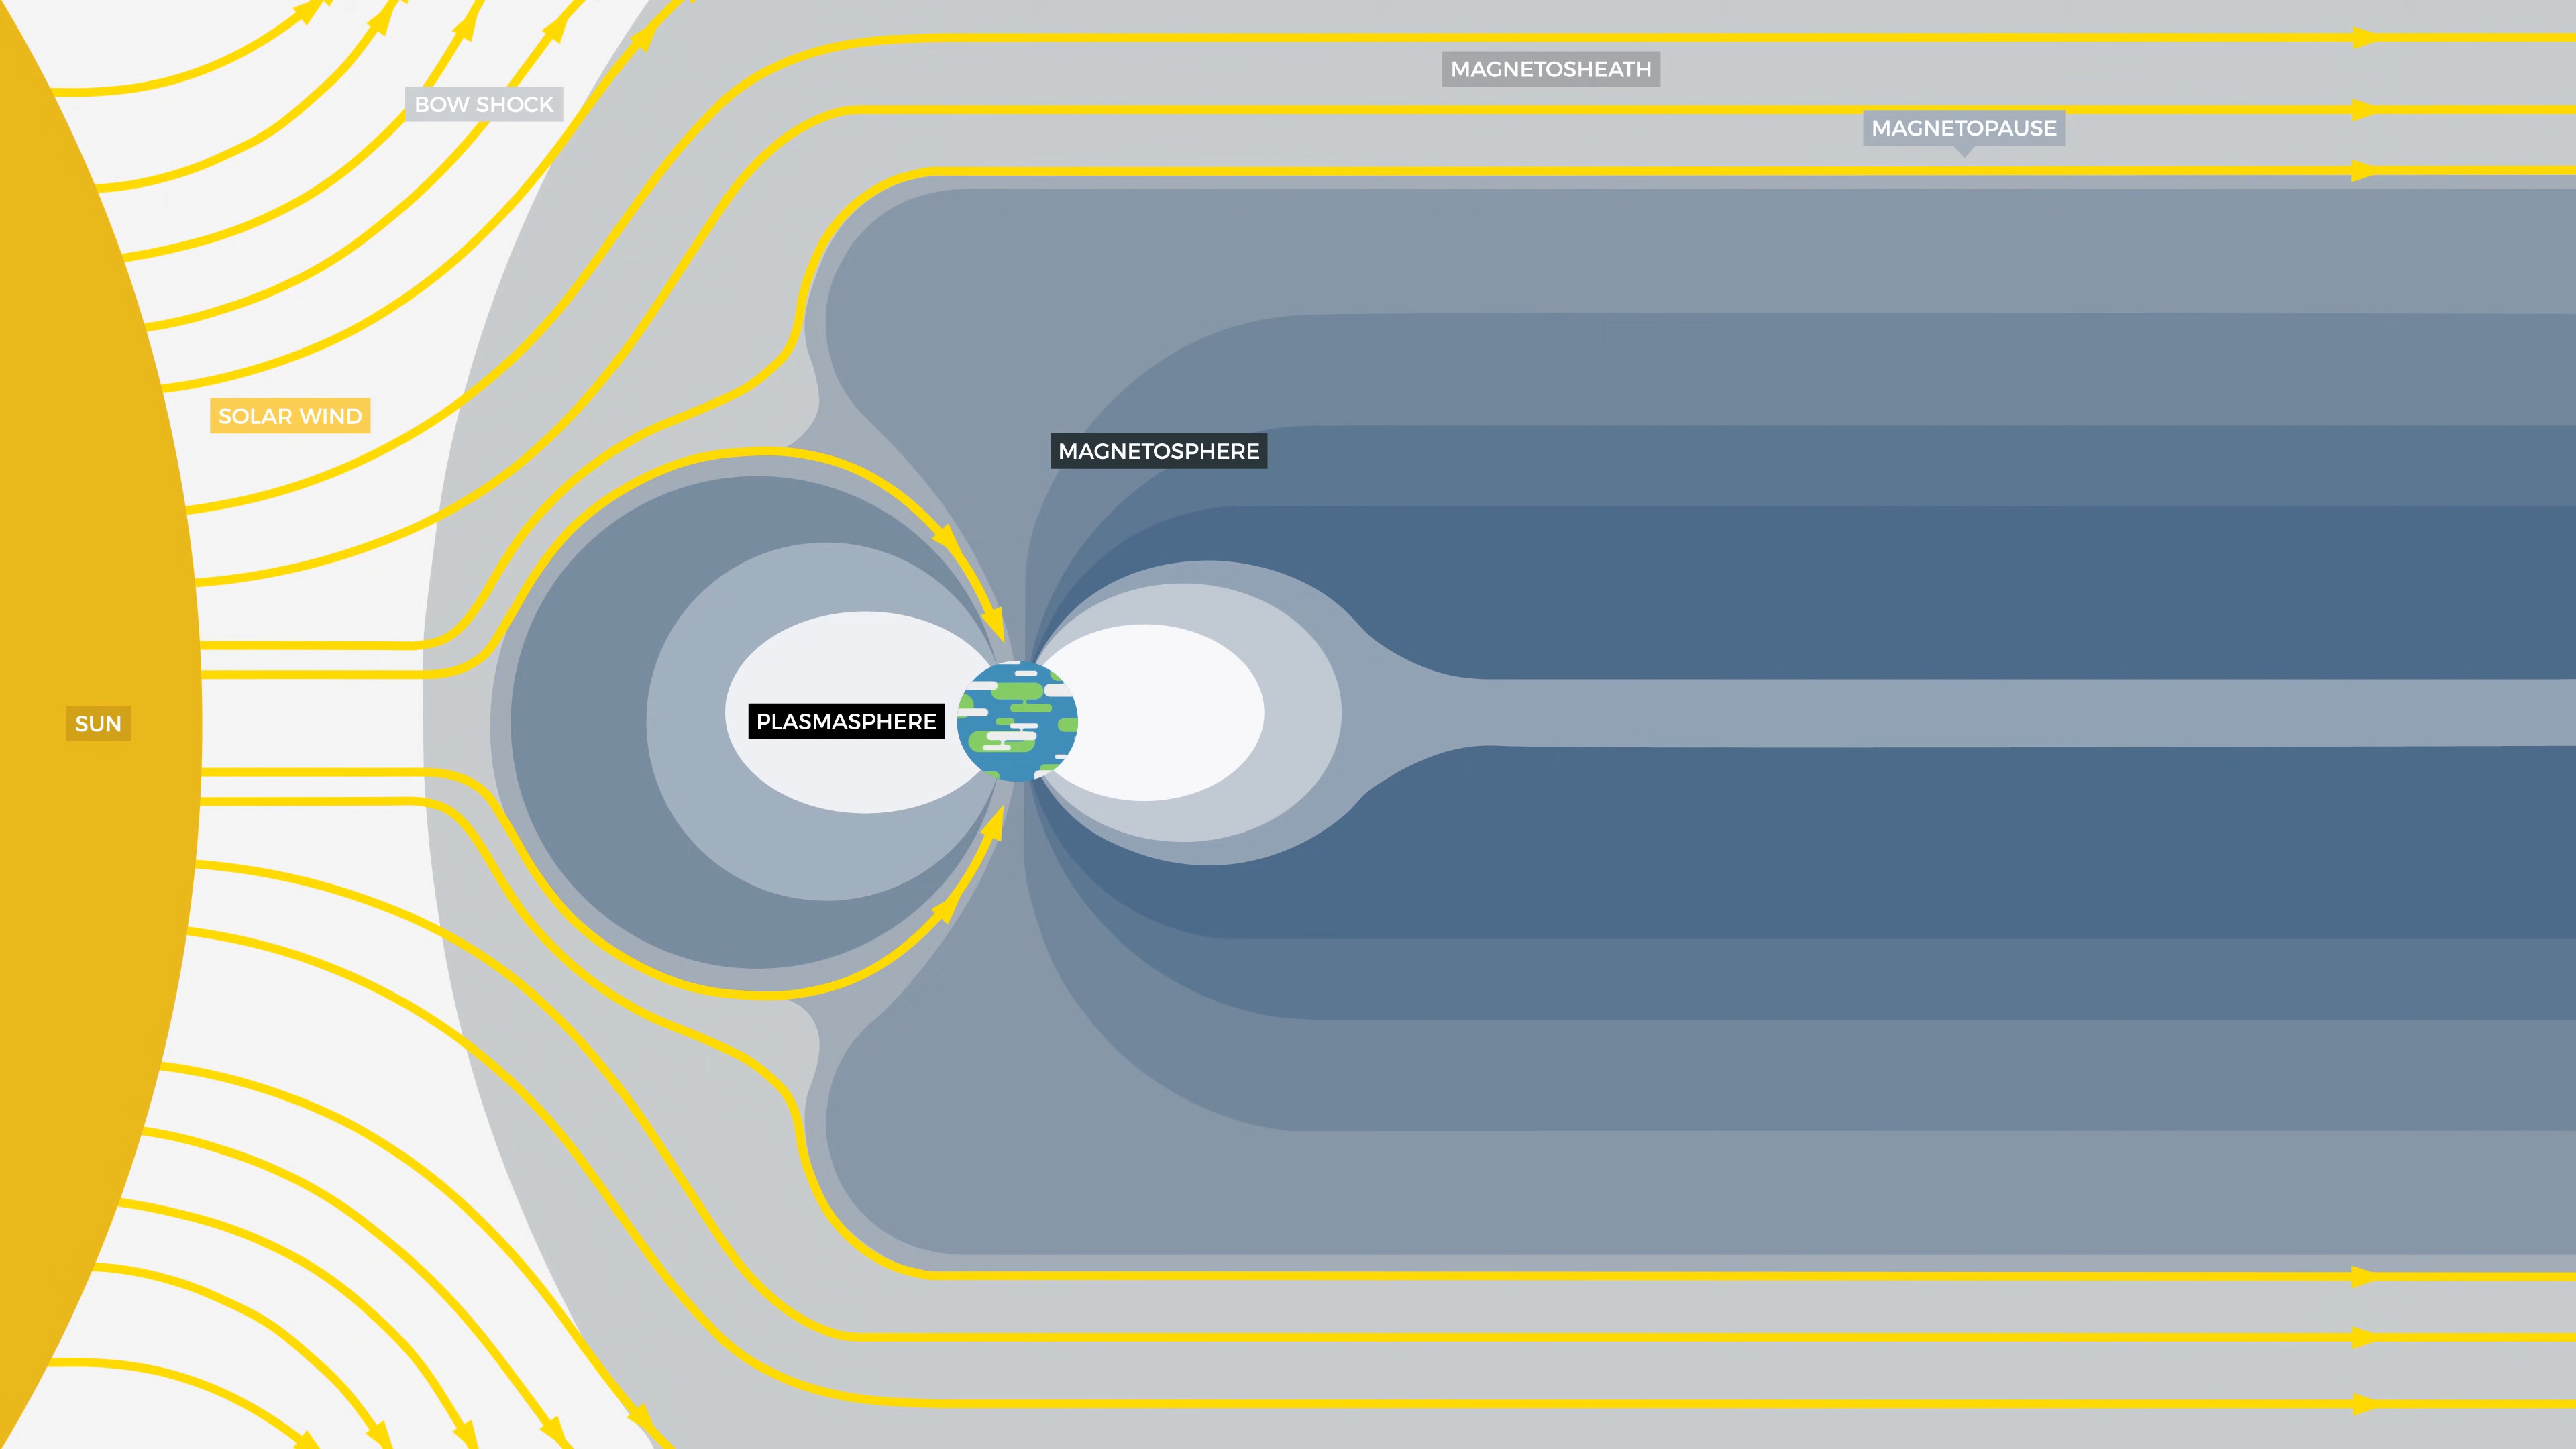 MAGNETOSHEATH
BOW SHOCK
MAGNETOPAUSE
SOLAR WIND
MAGNETOSPHERE
PLASMASPHERE
SUN